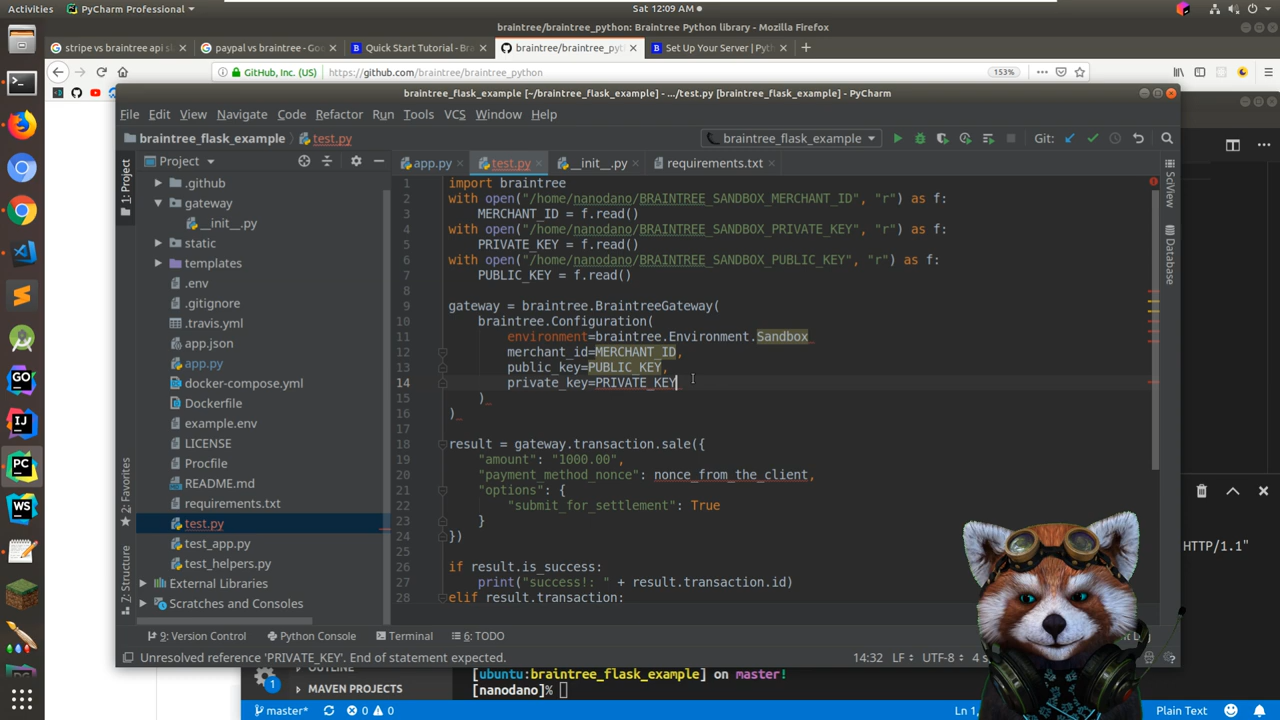 Activities
PyCharm Professional
Sat 12:09 AM
braintree/braintree_python: Braintree Python library - Mozilla Firefox
stripe vs braintree api sl
paypal vs braintree - Goo
Quick Start Tutorial - Bra
braintree/braintree_pyt
Set Up Your Server | Pyth
GitHub, Inc. (US)
https://github.com/braintree/braintree_python
153%
braintree_flask_example [~/braintree_flask_example] - .../test.py [braintree_flask_example] - PyCharm
File Edit View Navigate Code Refactor Run Tools VCS Window Help
braintree_flask_example
test.py
braintree_flask_example
Git:
Project
app.py
test.py
__init__.py
requirements.txt
1: Project
2: Favorites
7: Structure
SciView
Database
.github
gateway
__init__.py
static
templates
.env
.gitignore
.travis.yml
app.json
app.py
docker-compose.yml
Dockerfile
example.env
LICENSE
Procfile
README.md
requirements.txt
test.py
test_app.py
test_helpers.py
External Libraries
Scratches and Consoles
1 import braintree
2 with open("/home/nanodano/BRAINTREE_SANDBOX_MERCHANT_ID", "r") as f:
3 MERCHANT_ID = f.read()
4 with open("/home/nanodano/BRAINTREE_SANDBOX_PRIVATE_KEY", "r") as f:
5 PRIVATE_KEY = f.read()
6 with open("/home/nanodano/BRAINTREE_SANDBOX_PUBLIC_KEY", "r") as f:
7 PUBLIC_KEY = f.read()
8
9 gateway = braintree.BraintreeGateway(
10 braintree.Configuration(
11 environment=braintree.Environment.Sandbox
12 merchant_id=MERCHANT_ID,
13 public_key=PUBLIC_KEY,
14 private_key=PRIVATE_KEY
15 )
16 )
17
18 result = gateway.transaction.sale({
19 "amount": "1000.00",
20 "payment_method_nonce": nonce_from_the_client,
21 "options": {
22 "submit_for_settlement": True
23 }
24 })
25
26 if result.is_success:
27 print("success!: " + result.transaction.id)
28 elif result.transaction:
HTTP/1.1"
9: Version Control
Python Console
Terminal
6: TODO
Unresolved reference 'PRIVATE_KEY'. End of statement expected.
14:32 LF UTF-8
OUTLINE
MAVEN PROJECTS
1
[ubuntu:braintree_flask_example] on master!
[nanodano]%
master*
0
0
Plain Text